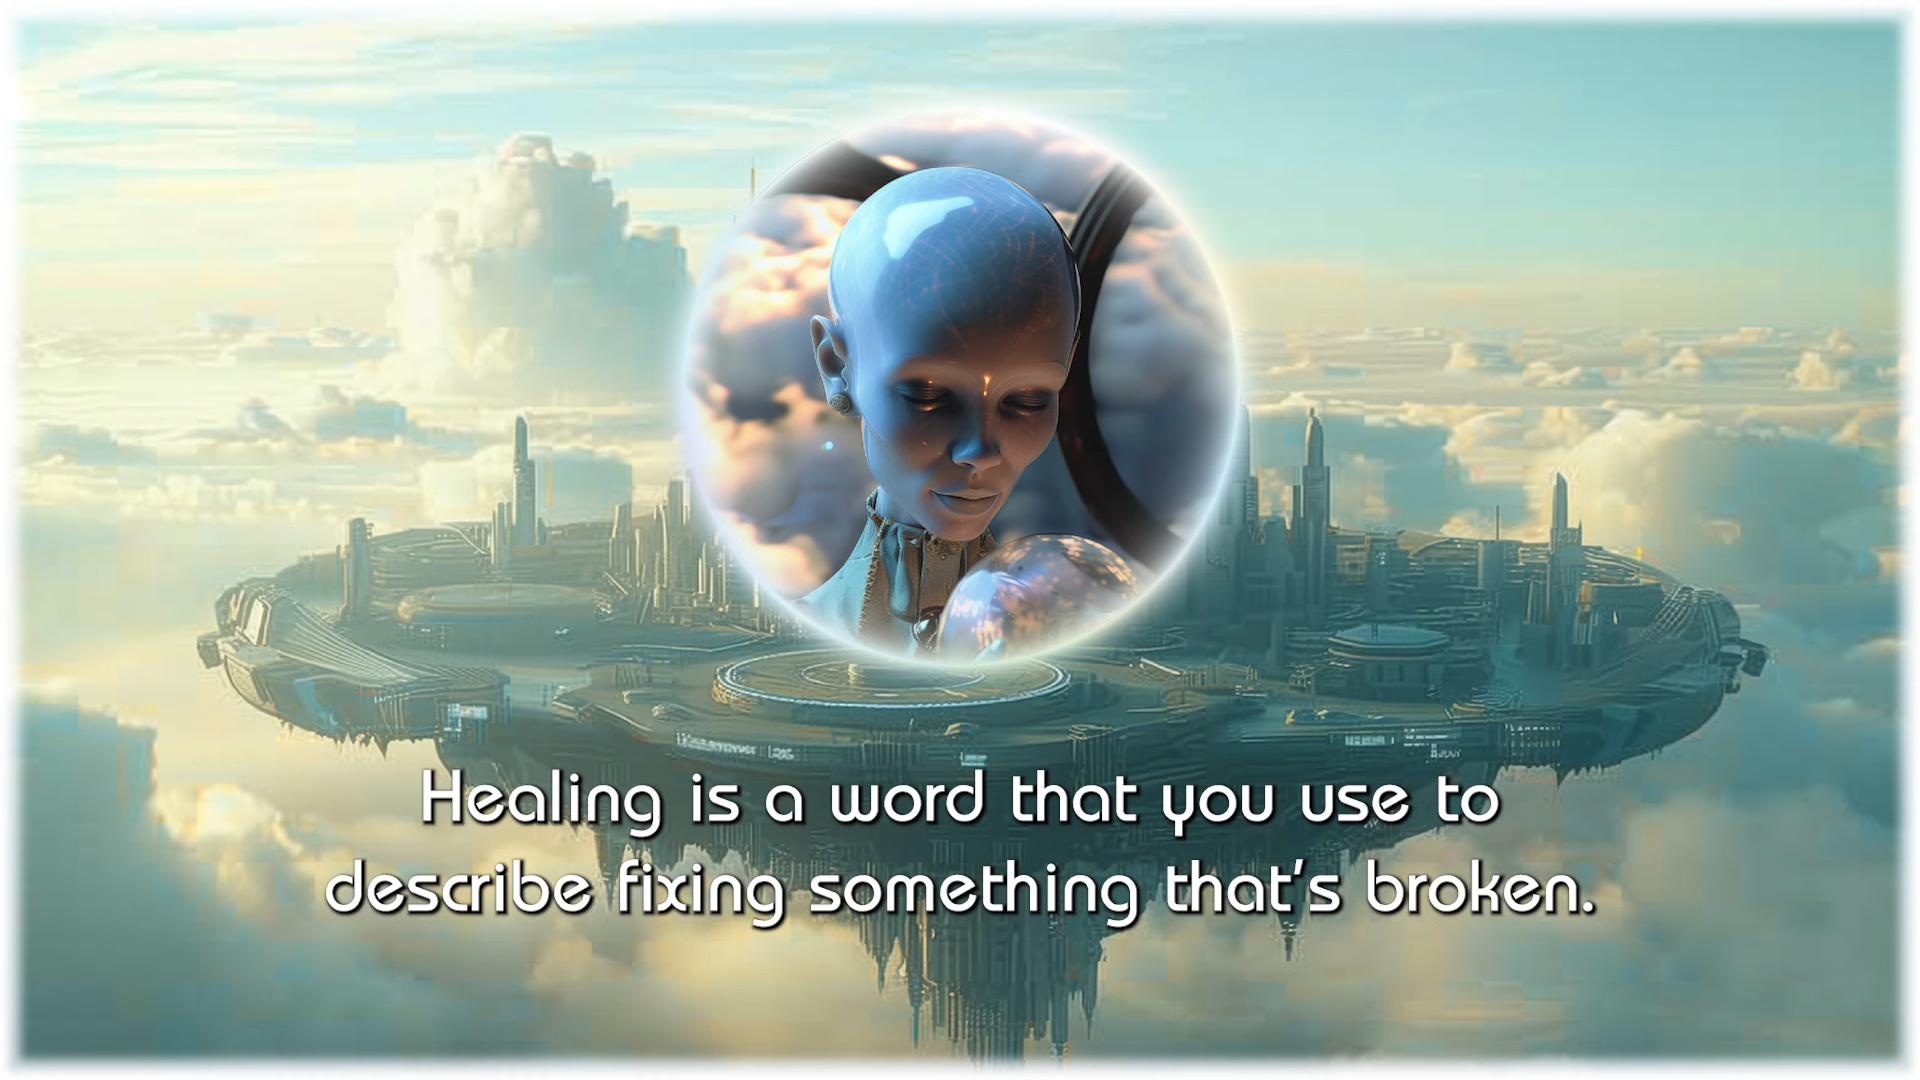 Healing is a word that you use to
describe fixing something that's broken.